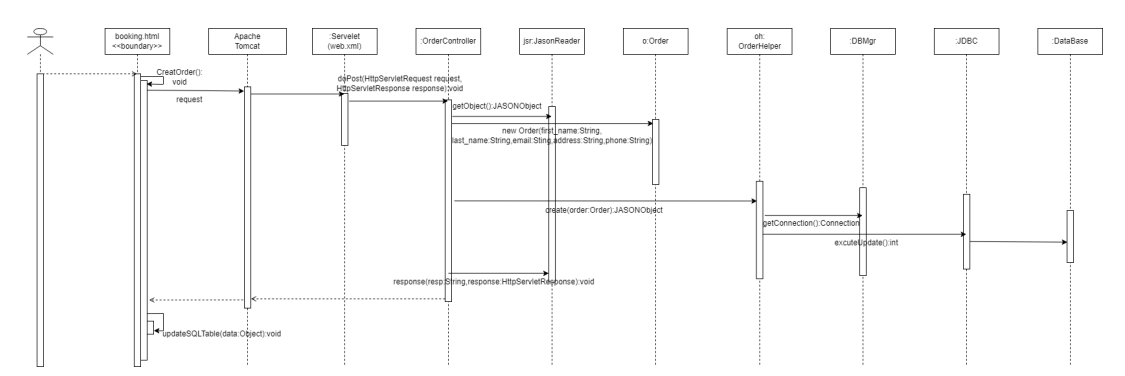 booking.html
<<boundary>>
Apache
Tomcat
:Servelet
(web.xml)
:OrderController
jsr:JasonReader
o:Order
oh:
OrderHelper
:DBMgr
:JDBC
:DataBase
CreatOrder():
void
request
doPost(HttpServletRequest request,
HttpServletResponse response):void
getObject():JASONObject
new Order(first_name:String,
last_name:String,email:Sting,address:String,phone:String)
create(order:Order):JASONObject
getConnection():Connection
excuteUpdate():int
response(resp:String,response:HttpServletResponse):void
updateSQLTable(data:Object):void